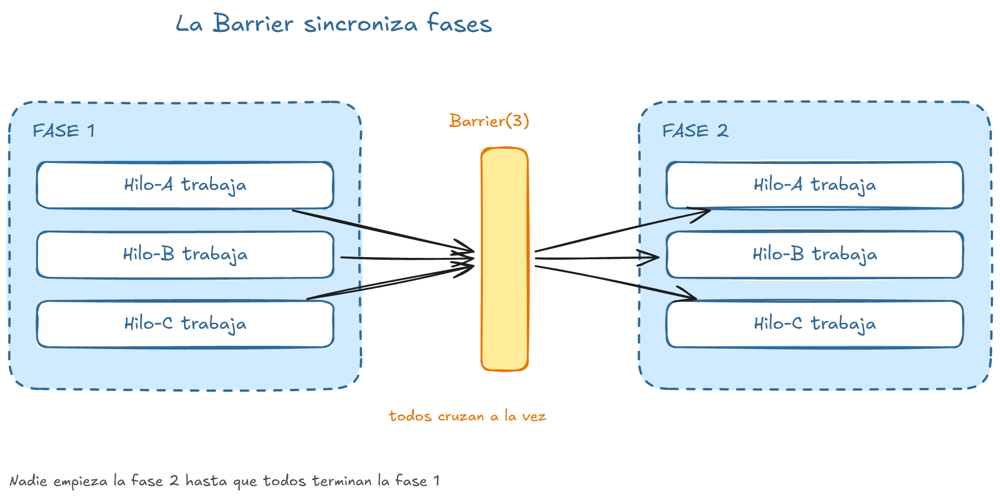 La Barrier sincroniza fases
FASE 1
Hilo-A trabaja
Hilo-B trabaja
Hilo-C trabaja
Barrier(3)
todos cruzan a la vez
FASE 2
Hilo-A trabaja
Hilo-B trabaja
Hilo-C trabaja
Nadie empieza la fase 2 hasta que todos terminan la fase 1